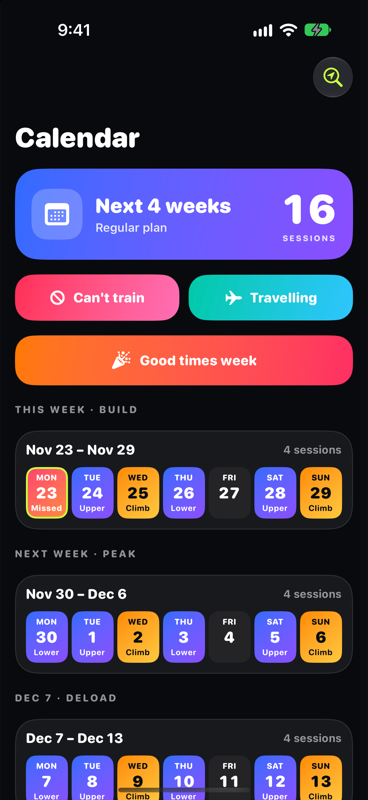 9:41
Calendar
Next 4 weeks
Regular plan
16
SESSIONS
Can't train
Travelling
Good times week
THIS WEEK · BUILD
Nov 23 – Nov 29
4 sessions
MON TUE WED THU FRI SAT SUN
23 24 25 26 27 28 29
Missed Upper Climb Lower Upper Climb
NEXT WEEK · PEAK
Nov 30 – Dec 6
4 sessions
MON TUE WED THU FRI SAT SUN
30 1 2 3 4 5 6
Lower Upper Climb Lower Upper Climb
DEC 7 · DELOAD
Dec 7 – Dec 13
4 sessions
MON TUE WED THU FRI SAT SUN
7 8 9 10 11 12 13
Lower Upper Climb Lower Upper Climb